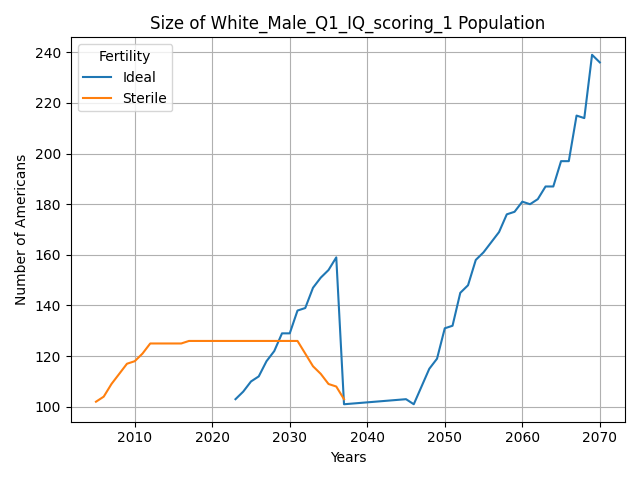 Size of White_Male_Q1_IQ_scoring_1 Population
Fertility
Ideal
Sterile
Number of Americans
240
220
200
180
160
140
120
100
2010 2020 2030 2040 2050 2060 2070
Years